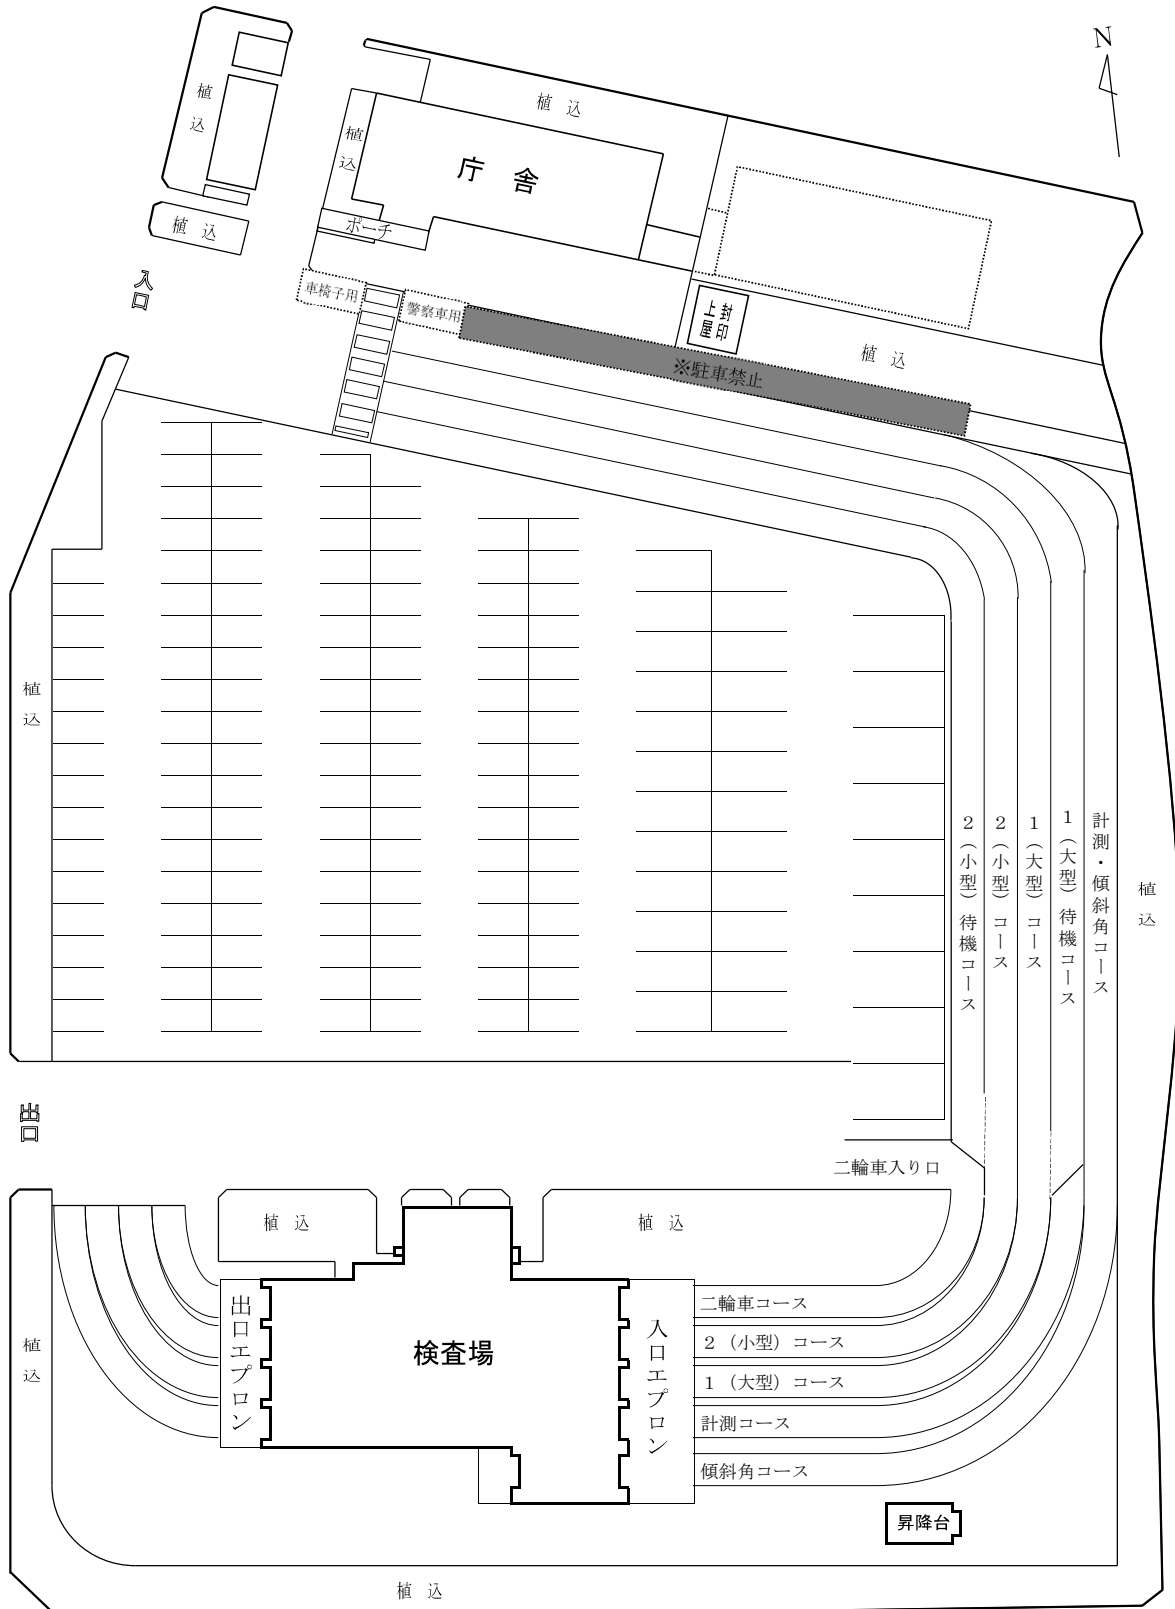 N
植込
植込
植込
庁舎
植込
ポーチ
入口
車椅子用
警察車用
封印
上屋
植込
※駐車禁止
植込
2(小型)待機コース
2(小型)コース
1(大型)コース
1(大型)待機コース
計測・傾斜角コース
植込
出口
二輪車入り口
植込
植込
植込
出口エプロン
検査場
入口エプロン
二輪車コース
2(小型)コース
1(大型)コース
計測コース
傾斜角コース
昇降台
植込